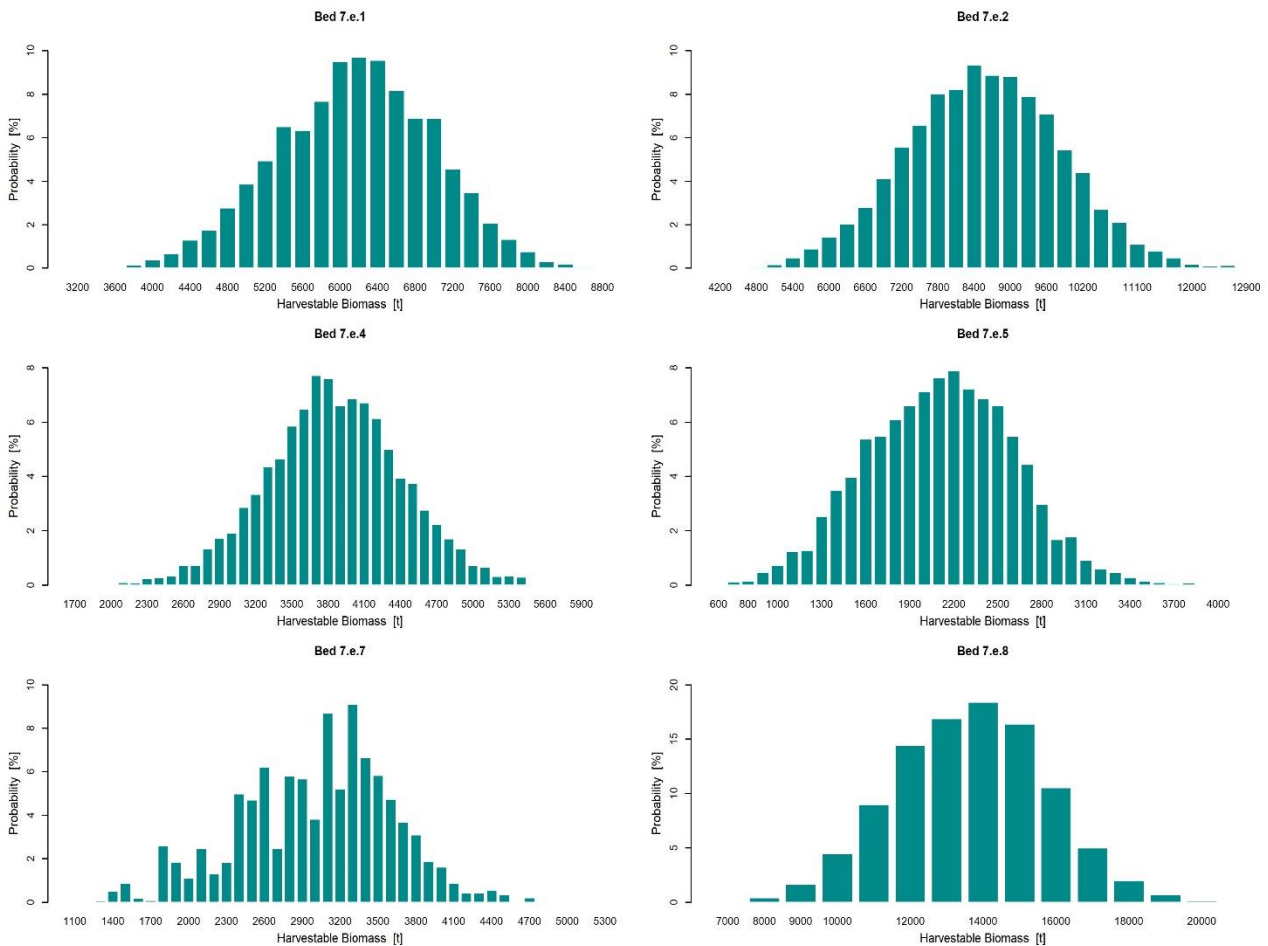 Bed 7.e.1
Probability [%]
0 2 4 6 8 10
3200 3600 4000 4400 4800 5200 5600 6000 6400 6800 7200 7600 8000 8400 8800
Harvestable Biomass [t]
Bed 7.e.2
Probability [%]
0 2 4 6 8 10
4200 4800 5400 6000 6600 7200 7800 8400 9000 9600 10200 11100 12000 12900
Harvestable Biomass [t]
Bed 7.e.4
Probability [%]
0 2 4 6 8
1700 2000 2300 2600 2900 3200 3500 3800 4100 4400 4700 5000 5300 5600 5900
Harvestable Biomass [t]
Bed 7.e.5
Probability [%]
0 2 4 6 8
600 800 1000 1300 1600 1900 2200 2500 2800 3100 3400 3700 4000
Harvestable Biomass [t]
Bed 7.e.7
Probability [%]
0 2 4 6 8 10
1100 1400 1700 2000 2300 2600 2900 3200 3500 3800 4100 4400 4700 5000 5300
Harvestable Biomass [t]
Bed 7.e.8
Probability [%]
0 5 10 15 20
7000 8000 9000 10000 12000 14000 16000 18000 20000
Harvestable Biomass [t]